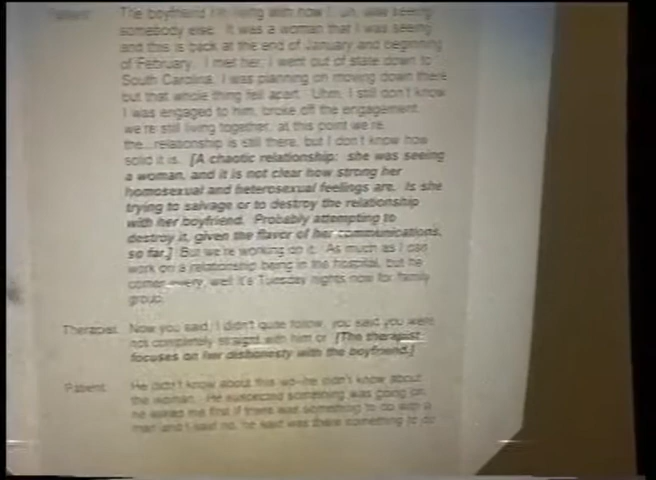 Patient: The boyfriend I'm living with now I, uh, was seeing
somebody else. It was a woman that I was seeing
and this is back at the end of January and beginning
of February. I met her, I went out of state down to
South Carolina. I was planning on moving down there
but that whole thing fell apart. Uhm, I still don't know
I was engaged to him, broke off the engagement,
we're still living together, at this point we're
the...relationship is still there, but I don't know how
solid it is. [A chaotic relationship: she was seeing
a woman, and it is not clear how strong her
homosexual and heterosexual feelings are. Is she
trying to salvage or to destroy the relationship
with her boyfriend. Probably attempting to
destroy it, given the flavor of her communications,
so far.] But we're working on it. As much as I can
work on a relationship being in the hospital, but he
comes every, well it's Tuesday nights now for family
group.
Therapist: Now you said, I didn't quite follow, you said you were
not completely straight with him or [The therapist
focuses on her dishonesty with the boyfriend.]
Patient: He didn't know about this wo--he didn't know about
the woman. He suspected something was going on,
he asked me first if there was something to do with a
man and I said no, he said was there something to do